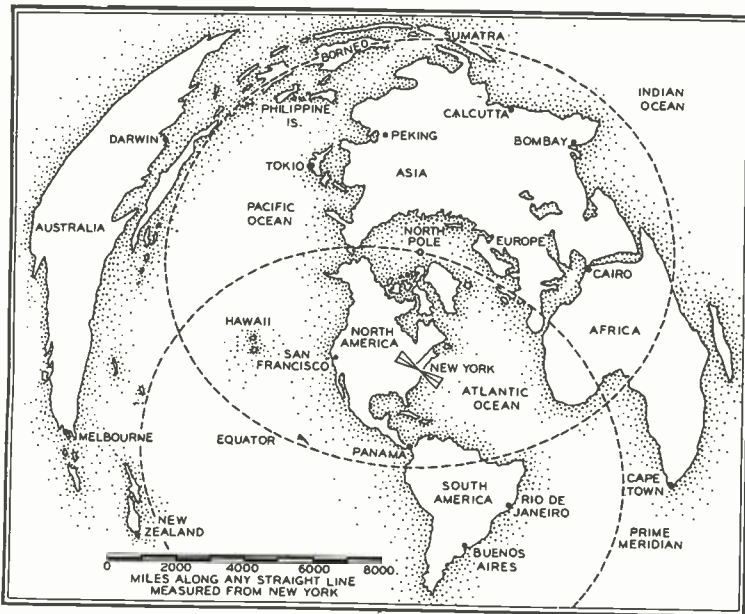 SUMATRA
BORNEO
INDIAN
OCEAN
PHILIPPINE
IS.
CALCUTTA
DARWIN
PEKING
BOMBAY
TOKIO
ASIA
PACIFIC
OCEAN
AUSTRALIA
NORTH
POLE
EUROPE
CAIRO
HAWAII
NORTH
AMERICA
AFRICA
SAN
FRANCISCO
NEW YORK
ATLANTIC
OCEAN
MELBOURNE
EQUATOR
PANAMA
SOUTH
AMERICA
CAPE
TOWN
RIO DE
JANEIRO
NEW
ZEALAND
PRIME
MERIDIAN
BUENOS
AIRES
0 2000 4000 6000 8000
MILES ALONG ANY STRAIGHT LINE
MEASURED FROM NEW YORK